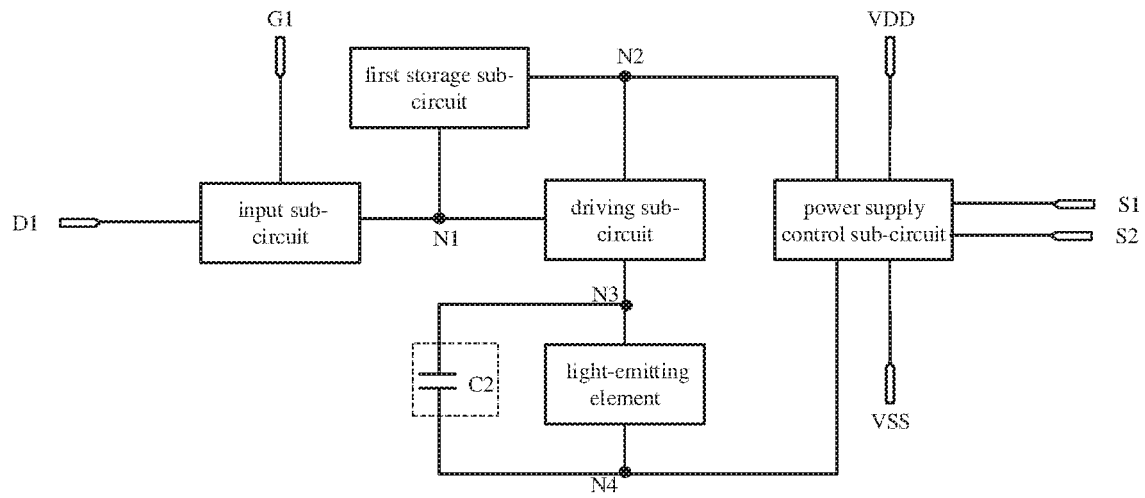 G1
VDD
N2
first storage sub-
circuit
input sub-
circuit
driving sub-
circuit
power supply
control sub-circuit
D1
N1
S1
S2
N3
C2
light-emitting
element
VSS
N4